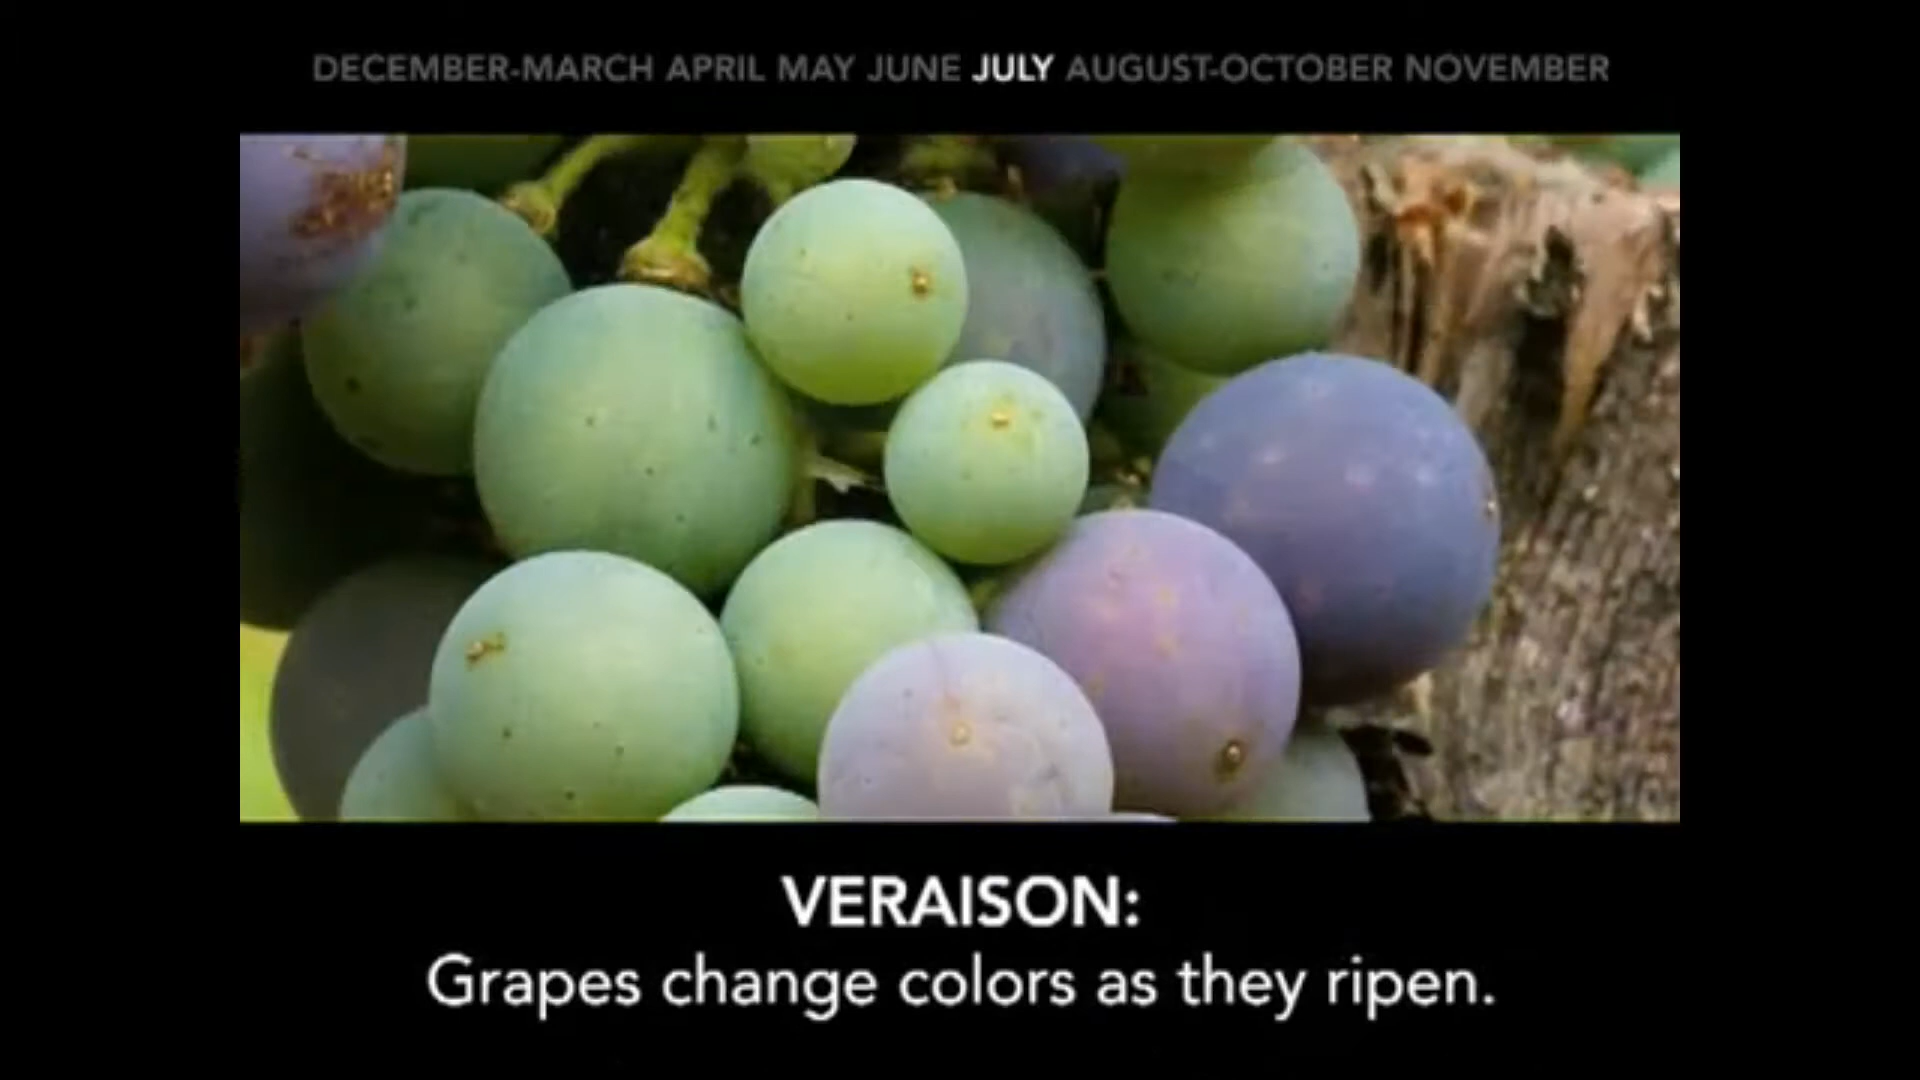 DECEMBER-MARCH APRIL MAY JUNE JULY AUGUST-OCTOBER NOVEMBER
VERAISON:
Grapes change colors as they ripen.